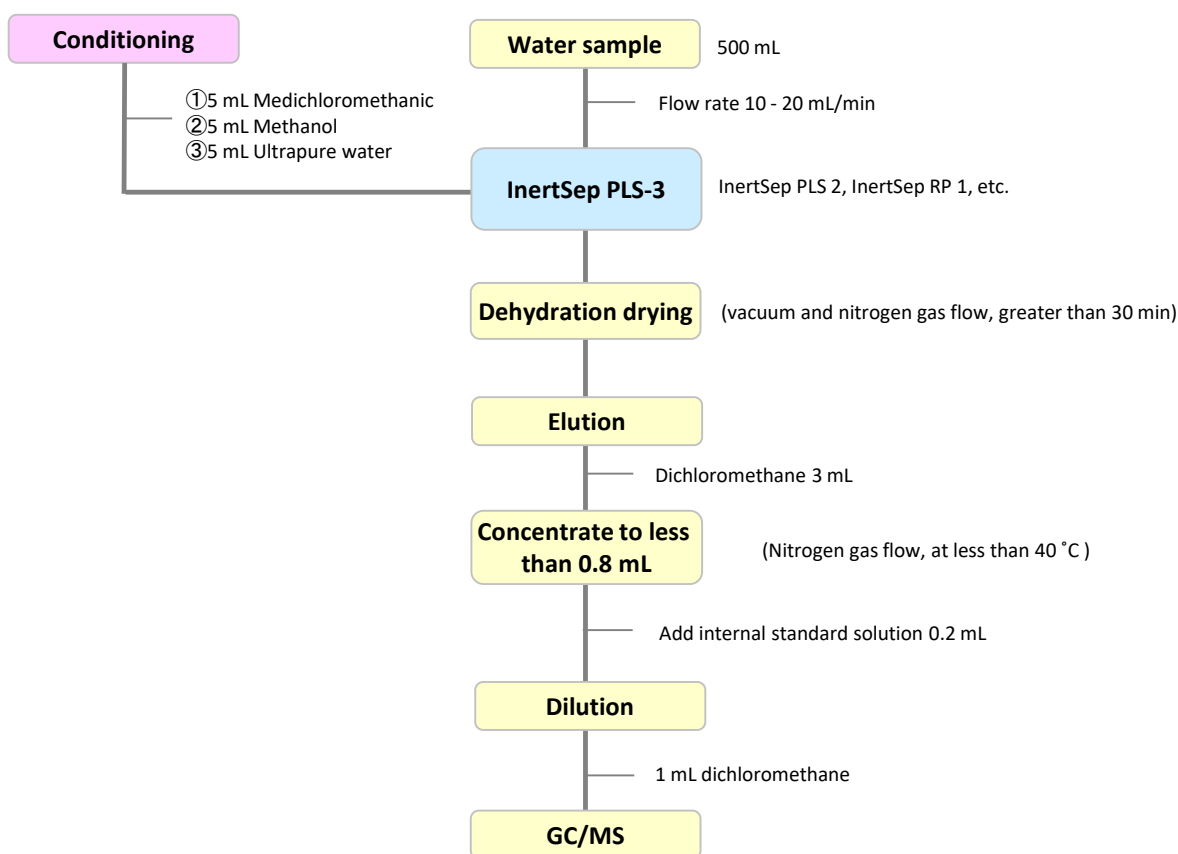 Conditioning
①5 mL Medichloromethanic
②5 mL Methanol
③5 mL Ultrapure water
Water sample
500 mL
Flow rate 10 - 20 mL/min
InertSep PLS-3
InertSep PLS 2, InertSep RP 1, etc.
Dehydration drying
(vacuum and nitrogen gas flow, greater than 30 min)
Elution
Dichloromethane 3 mL
Concentrate to less
than 0.8 mL
(Nitrogen gas flow, at less than 40 ˚C )
Add internal standard solution 0.2 mL
Dilution
1 mL dichloromethane
GC/MS